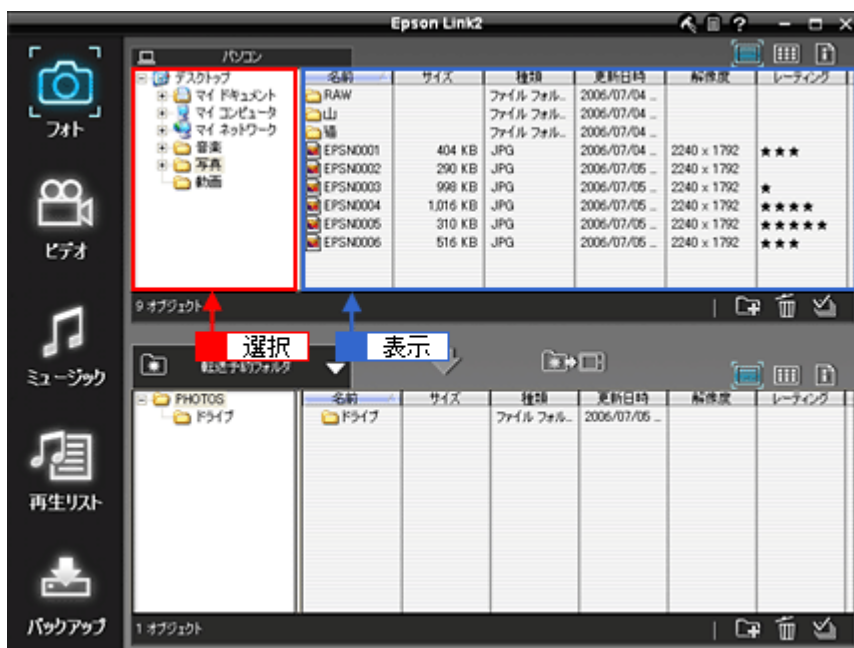 Epson Link2
?
フォト
ビデオ
ミュージック
再生リスト
バックアップ
パソコン
デスクトップ
マイ ドキュメント
マイ コンピュータ
マイ ネットワーク
音楽
写真
動画
名前 サイズ 種類 更新日時 解像度 レーティング
RAW ファイル フォル... 2006/07/04 ...
山 ファイル フォル... 2006/07/04 ...
猫 ファイル フォル... 2006/07/04 ...
EPSN0001 404 KB JPG 2006/07/04 ... 2240 x 1792 ★★★
EPSN0002 290 KB JPG 2006/07/05 ... 2240 x 1792
EPSN0003 998 KB JPG 2006/07/05 ... 2240 x 1792 ★
EPSN0004 1,016 KB JPG 2006/07/05 ... 2240 x 1792 ★★★★
EPSN0005 310 KB JPG 2006/07/05 ... 2240 x 1792 ★★★★★
EPSN0006 516 KB JPG 2006/07/05 ... 2240 x 1792 ★★★
9 オブジェクト
選択
表示
転送予約フォルダ
PHOTOS
ドライブ
名前 サイズ 種類 更新日時 解像度 レーティング
ドライブ ファイル フォル... 2006/07/05 ...
1 オブジェクト